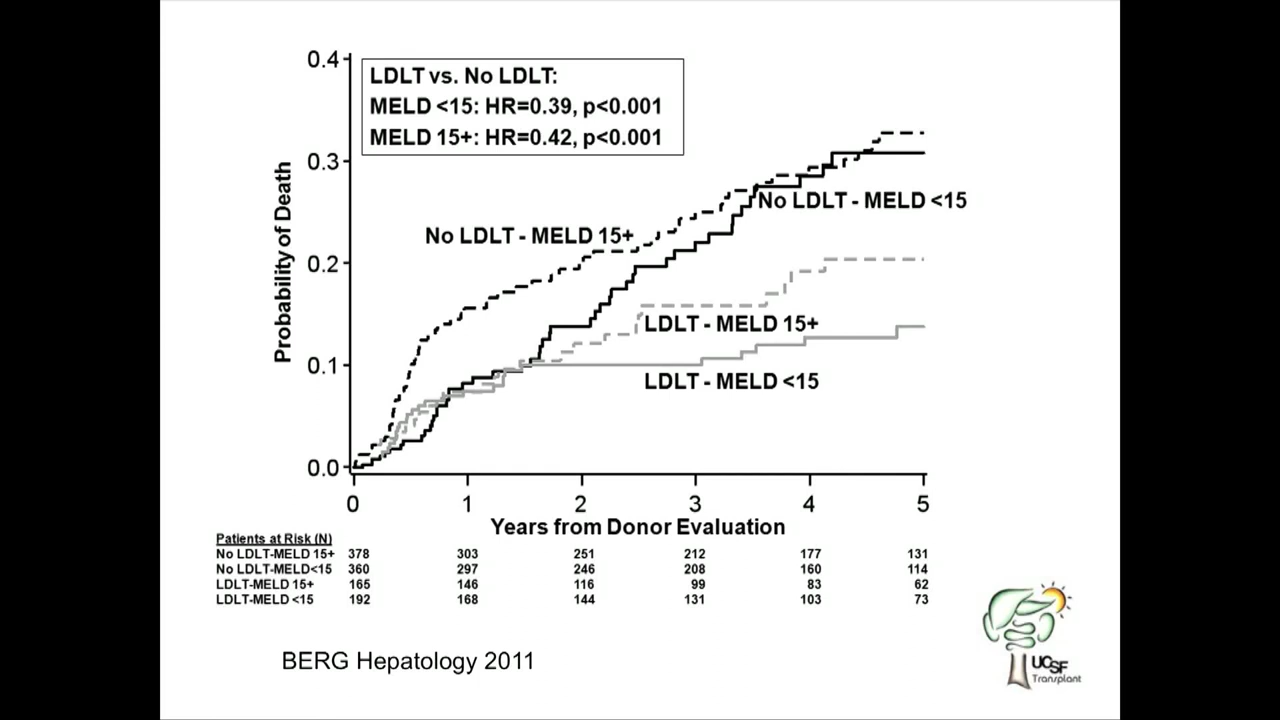 LDLT vs. No LDLT:
MELD <15: HR=0.39, p<0.001
MELD 15+: HR=0.42, p<0.001
Probability of Death
0.4
0.3
0.2
0.1
0.0
No LDLT - MELD 15+
No LDLT - MELD <15
LDLT - MELD 15+
LDLT - MELD <15
0 1 2 3 4 5
Years from Donor Evaluation
Patients at Risk (N)
No LDLT-MELD 15+ 378 303 251 212 177 131
No LDLT-MELD<15 360 297 246 208 160 114
LDLT-MELD 15+ 165 146 116 99 83 62
LDLT-MELD <15 192 168 144 131 103 73
BERG Hepatology 2011
UCSF
Transplant